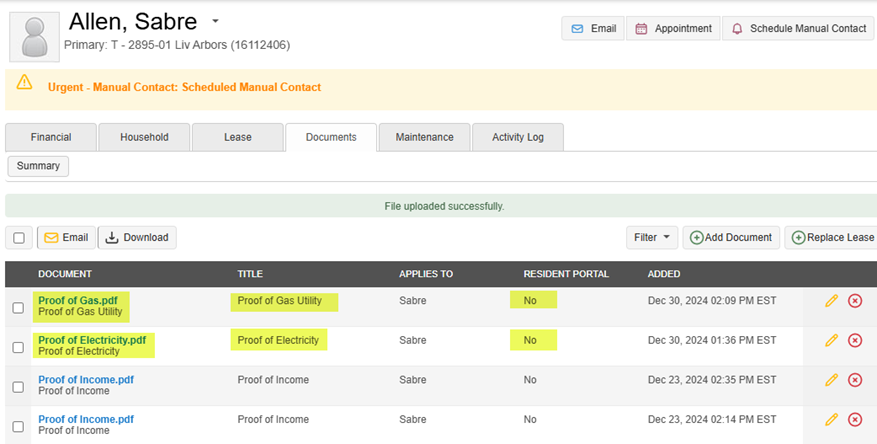 Allen, Sabre
Primary: T - 2895-01 Liv Arbors (16112406)
Email Appointment Schedule Manual Contact
Urgent - Manual Contact: Scheduled Manual Contact
Financial Household Lease Documents Maintenance Activity Log
Summary
File uploaded successfully.
Email Download Filter Add Document Replace Lease
DOCUMENT TITLE APPLIES TO RESIDENT PORTAL ADDED
Proof of Gas.pdf Proof of Gas Utility Sabre No Dec 30, 2024 02:09 PM EST
Proof of Gas Utility
Proof of Electricity.pdf Proof of Electricity Sabre No Dec 30, 2024 01:36 PM EST
Proof of Electricity
Proof of Income.pdf Proof of Income Sabre No Dec 23, 2024 02:35 PM EST
Proof of Income
Proof of Income.pdf Proof of Income Sabre No Dec 23, 2024 02:14 PM EST
Proof of Income